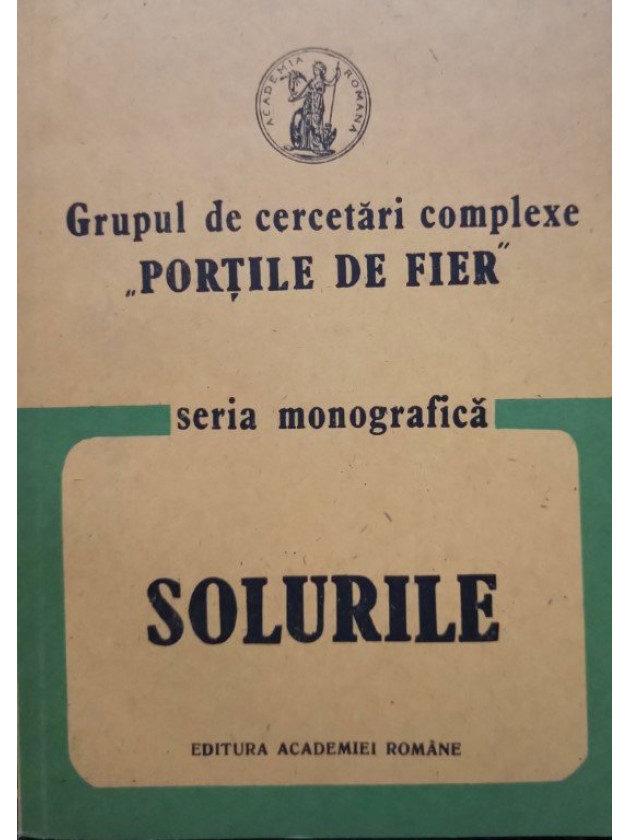 ACADEMIA ROMANA
Grupul de cercetări complexe
„PORȚILE DE FIER"
seria monografică
SOLURILE
EDITURA ACADEMIEI ROMÂNE